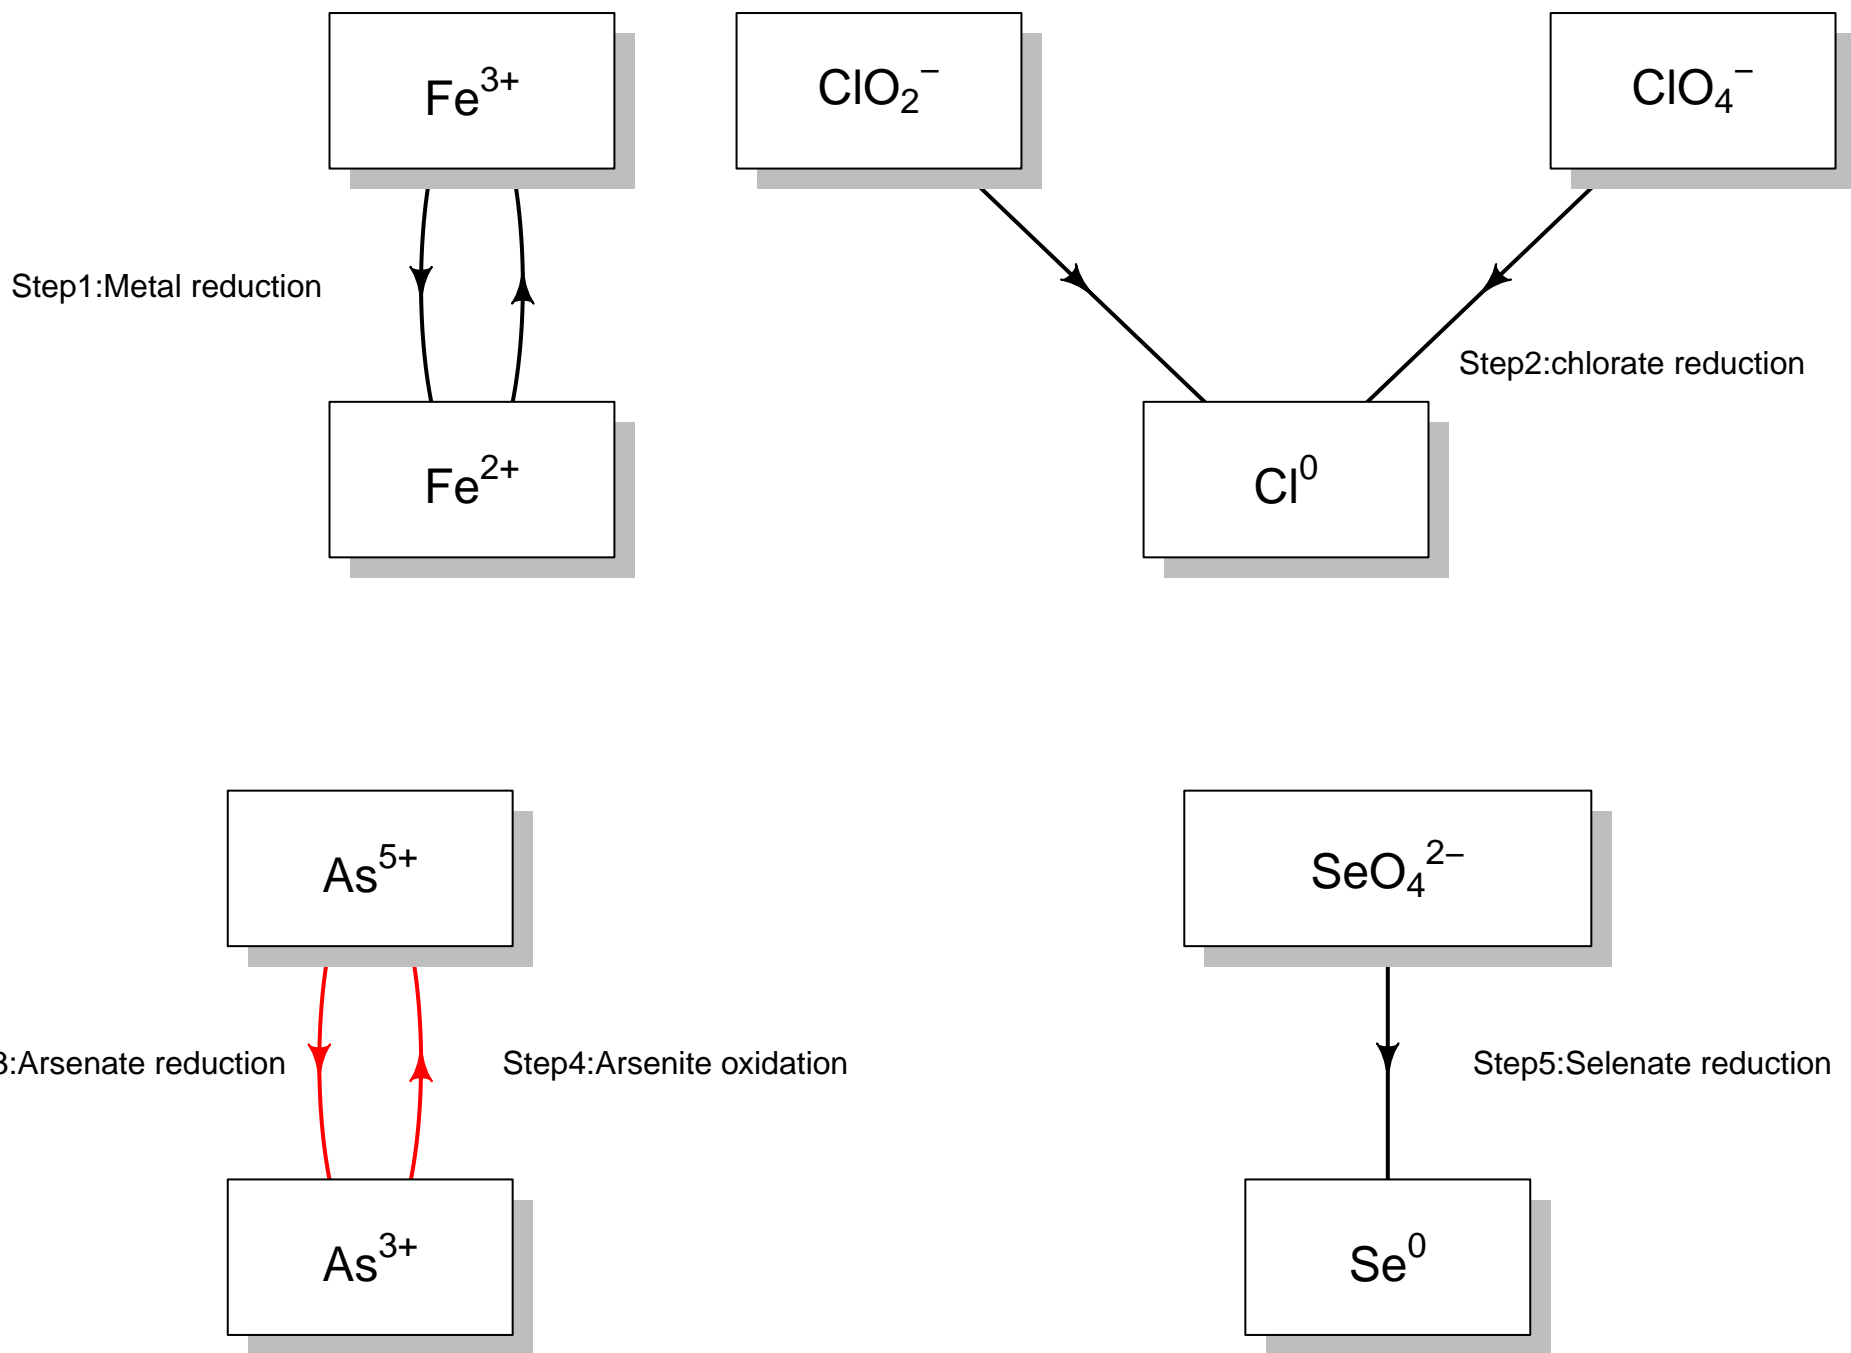 Fe³⁺
ClO₂⁻
ClO₄⁻
Step1:Metal reduction
Step2:chlorate reduction
Fe²⁺
Cl⁰
As⁵⁺
SeO₄²⁻
3:Arsenate reduction
Step4:Arsenite oxidation
Step5:Selenate reduction
As³⁺
Se⁰